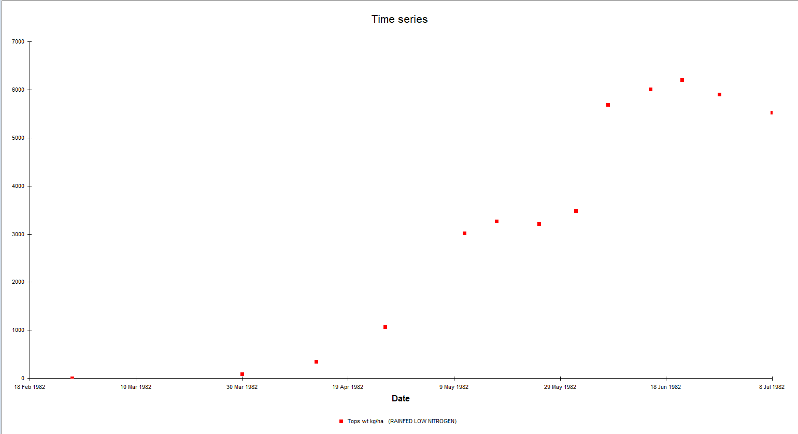 Time series
7000
6000
5000
4000
3000
2000
1000
0
18 Feb 1982 10 Mar 1982 30 Mar 1982 19 Apr 1982 9 May 1982 29 May 1982 18 Jun 1982 8 Jul 1982
Date
Tops wt kg/ha (RAINFED LOW NITROGEN)